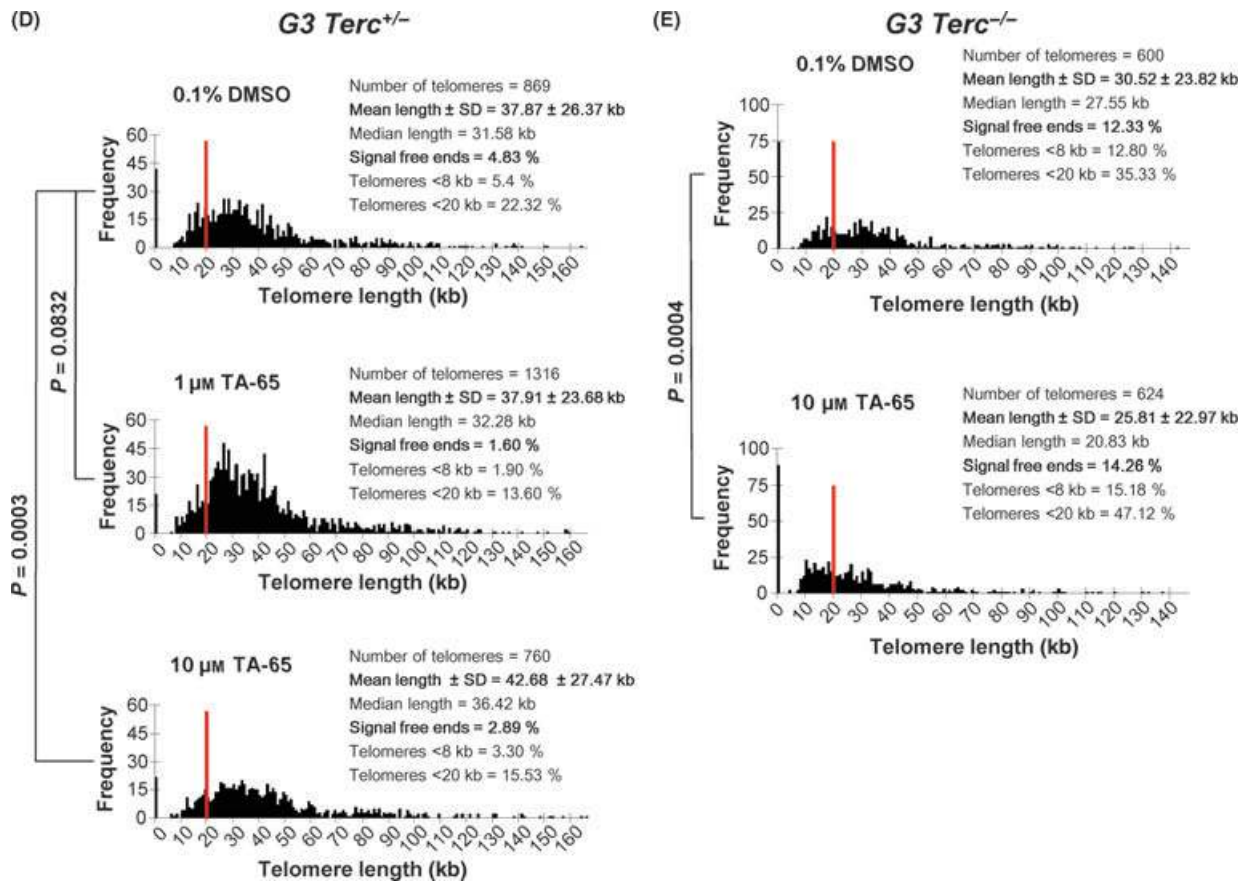 (D)
G3 Terc+/–
0.1% DMSO
Number of telomeres = 869
Mean length ± SD = 37.87 ± 26.37 kb
Median length = 31.58 kb
Signal free ends = 4.83 %
Telomeres <8 kb = 5.4 %
Telomeres <20 kb = 22.32 %
Frequency
60
45
30
15
0
0 10 20 30 40 50 60 70 80 90 100 110 120 130 140 150 160
Telomere length (kb)
P = 0.0832
P = 0.0003
1 μM TA-65
Number of telomeres = 1316
Mean length ± SD = 37.91 ± 23.68 kb
Median length = 32.28 kb
Signal free ends = 1.60 %
Telomeres <8 kb = 1.90 %
Telomeres <20 kb = 13.60 %
Frequency
60
45
30
15
0
0 10 20 30 40 50 60 70 80 90 100 110 120 130 140 150 160
Telomere length (kb)
10 μM TA-65
Number of telomeres = 760
Mean length ± SD = 42.68 ± 27.47 kb
Median length = 36.42 kb
Signal free ends = 2.89 %
Telomeres <8 kb = 3.30 %
Telomeres <20 kb = 15.53 %
Frequency
60
45
30
15
0
0 10 20 30 40 50 60 70 80 90 100 110 120 130 140 150 160
Telomere length (kb)
(E)
G3 Terc–/–
0.1% DMSO
Number of telomeres = 600
Mean length ± SD = 30.52 ± 23.82 kb
Median length = 27.55 kb
Signal free ends = 12.33 %
Telomeres <8 kb = 12.80 %
Telomeres <20 kb = 35.33 %
Frequency
100
75
50
25
0
0 10 20 30 40 50 60 70 80 90 100 110 120 130 140
Telomere length (kb)
P = 0.0004
10 μM TA-65
Number of telomeres = 624
Mean length ± SD = 25.81 ± 22.97 kb
Median length = 20.83 kb
Signal free ends = 14.26 %
Telomeres <8 kb = 15.18 %
Telomeres <20 kb = 47.12 %
Frequency
100
75
50
25
0
0 10 20 30 40 50 60 70 80 90 100 110 120 130 140
Telomere length (kb)